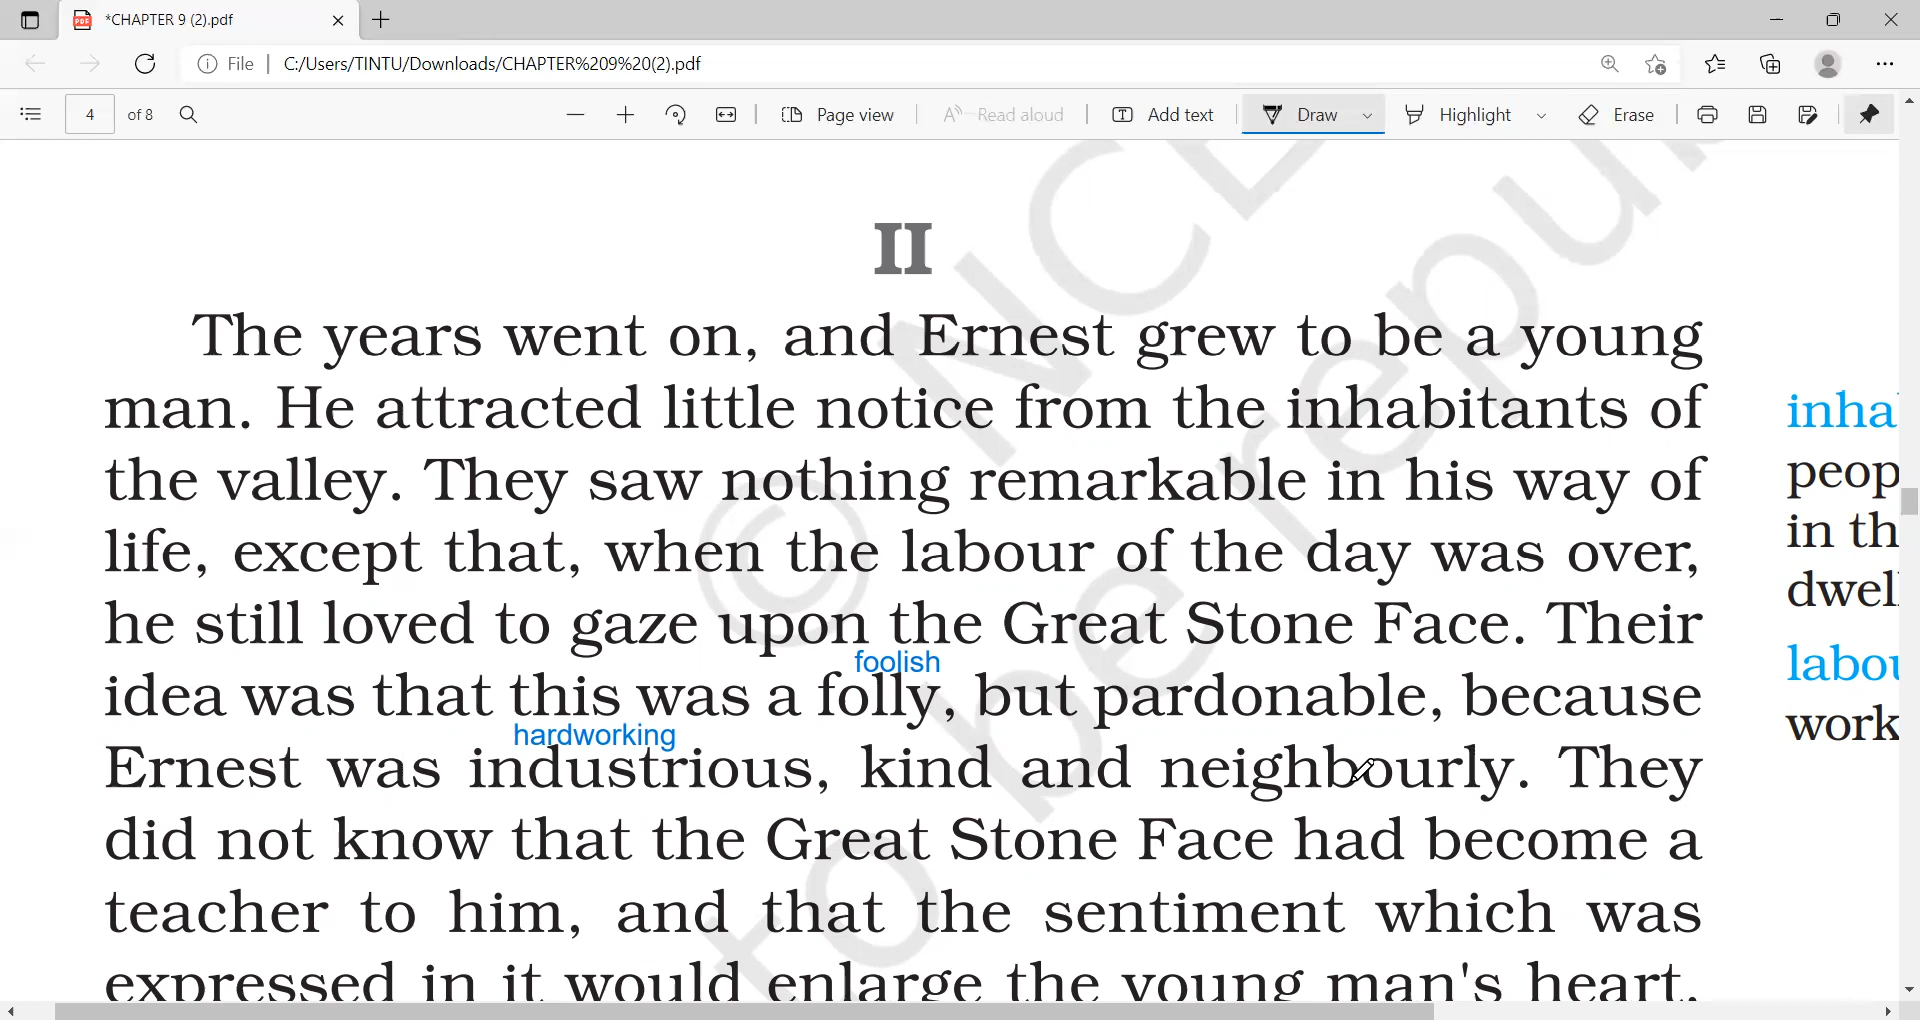 *CHAPTER 9 (2).pdf
File
C:/Users/TINTU/Downloads/CHAPTER%209%20(2).pdf
4 of 8
Page view
Read aloud
Add text
Draw
Highlight
Erase
II
The years went on, and Ernest grew to be a young
man. He attracted little notice from the inhabitants of
the valley. They saw nothing remarkable in his way of
life, except that, when the labour of the day was over,
he still loved to gaze upon the Great Stone Face. Their
foolish
idea was that this was a folly, but pardonable, because
hardworking
Ernest was industrious, kind and neighbourly. They
did not know that the Great Stone Face had become a
teacher to him, and that the sentiment which was
expressed in it would enlarge the young man's heart,
inha
peop
in th
dwell
labou
work
© NCE
to be repub